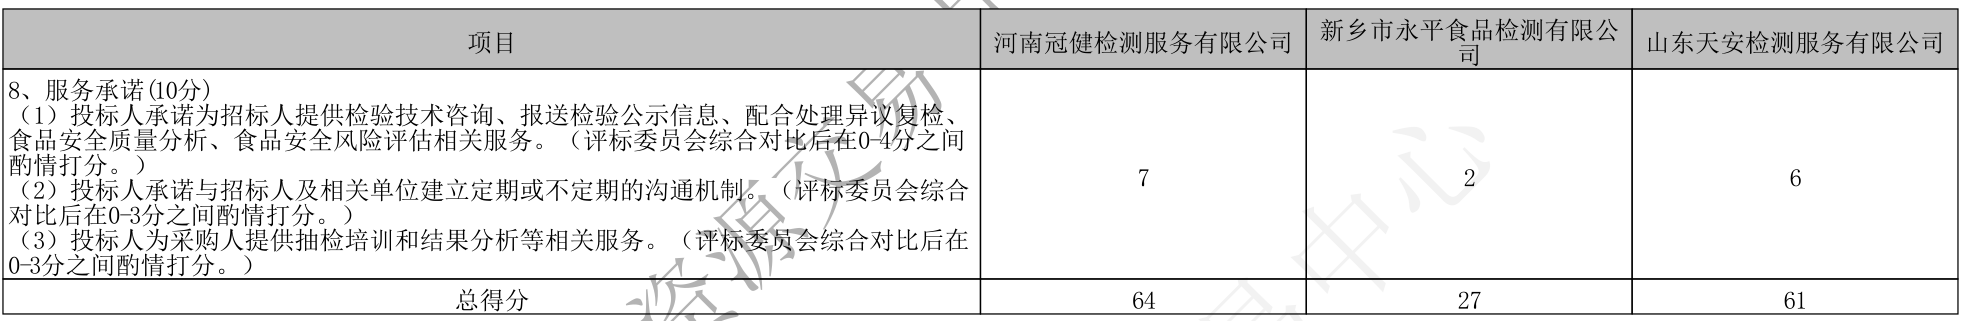 项目
河南冠健检测服务有限公司
新乡市永平食品检测有限公
司
山东天安检测服务有限公司
8、服务承诺(10分)
（1）投标人承诺为招标人提供检验技术咨询、报送检验公示信息、配合处理异议复检、
食品安全质量分析、食品安全风险评估相关服务。（评标委员会综合对比后在0-4分之间
酌情打分。）
（2）投标人承诺与招标人及相关单位建立定期或不定期的沟通机制。（评标委员会综合
对比后在0-3分之间酌情打分。）
（3）投标人为采购人提供抽检培训和结果分析等相关服务。（评标委员会综合对比后在
0-3分之间酌情打分。）
7
2
6
总得分
64
27
61
资源交易中
易中心